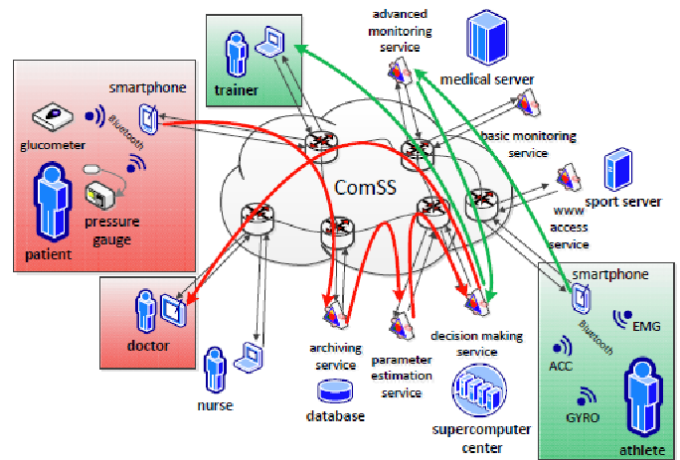 advanced
monitoring
service
medical server
trainer
smartphone
Bluetooth
glucometer
pressure
gauge
patient
basic monitoring
service
ComSS
www
access
service
sport server
smartphone
Bluetooth
EMG
ACC
GYRO
athlete
doctor
nurse
archiving
service
database
parameter
estimation
service
decision making
service
supercomputer
center